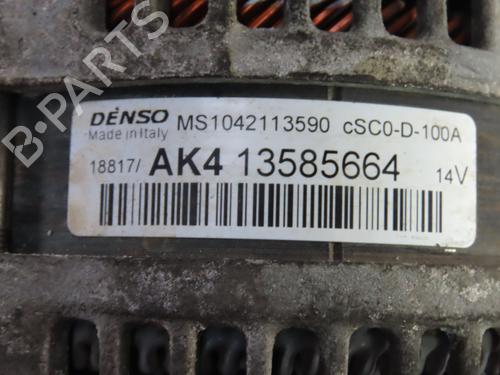 DENSO
Made in Italy
MS1042113590 cSC0-D-100A
18817/ AK4 13585664 14V
B-PARTS